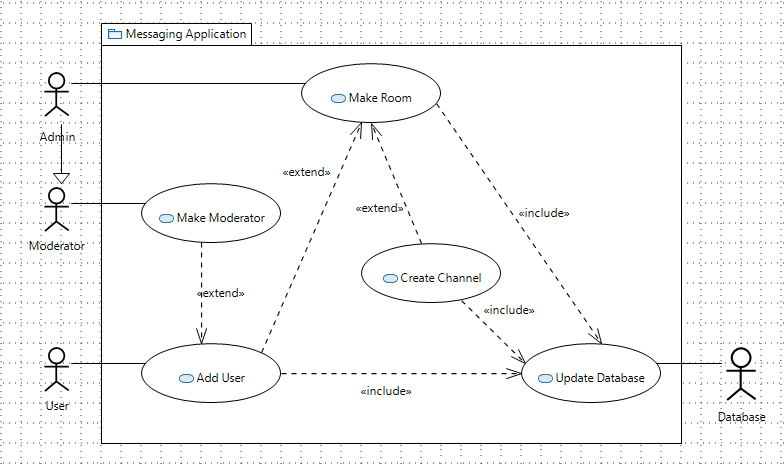 Messaging Application
Make Room
Admin
«extend»
Make Moderator
«extend»
«include»
Moderator
Create Channel
«extend»
«include»
Add User
Update Database
«include»
User
Database